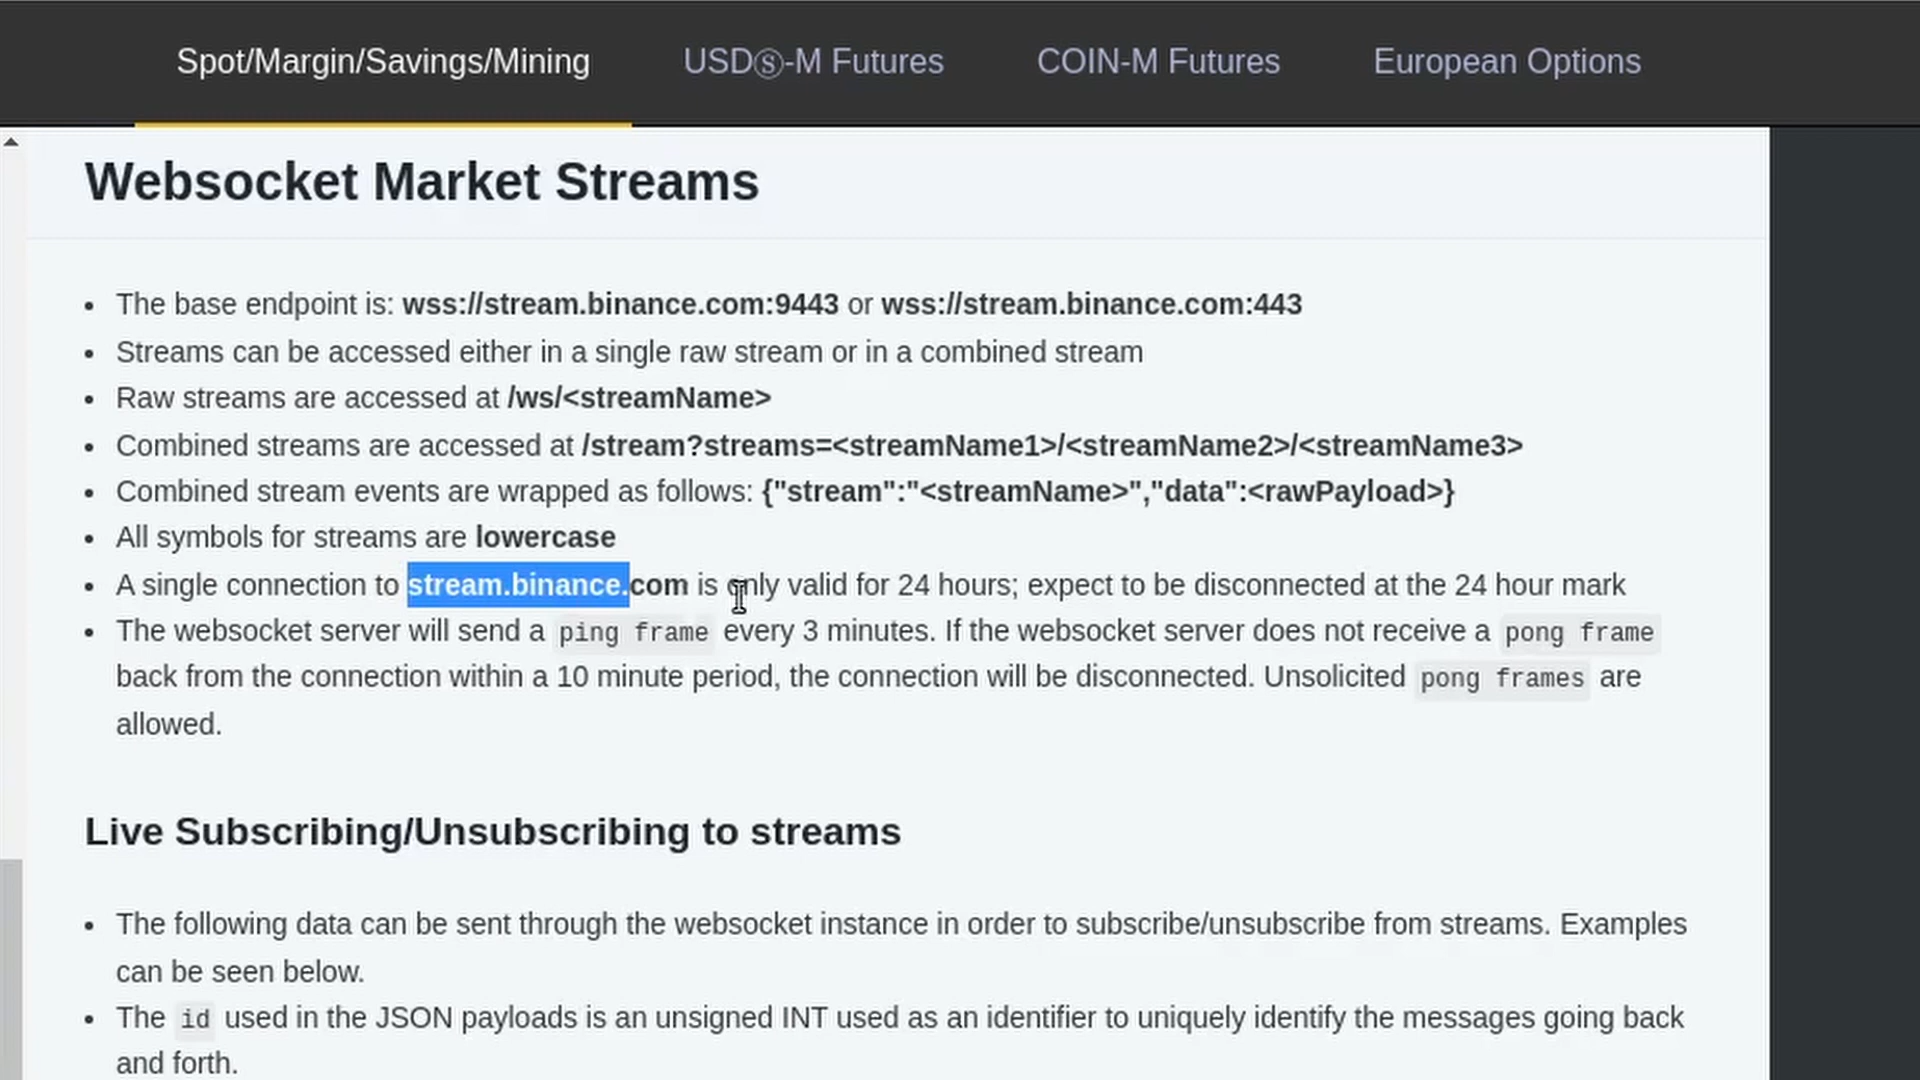 Spot/Margin/Savings/Mining USDⓈ-M Futures COIN-M Futures European Options
Websocket Market Streams
• The base endpoint is: wss://stream.binance.com:9443 or wss://stream.binance.com:443
• Streams can be accessed either in a single raw stream or in a combined stream
• Raw streams are accessed at /ws/<streamName>
• Combined streams are accessed at /stream?streams=<streamName1>/<streamName2>/<streamName3>
• Combined stream events are wrapped as follows: {"stream":"<streamName>","data":<rawPayload>}
• All symbols for streams are lowercase
• A single connection to stream.binance.com is only valid for 24 hours; expect to be disconnected at the 24 hour mark
• The websocket server will send a ping frame every 3 minutes. If the websocket server does not receive a pong frame
back from the connection within a 10 minute period, the connection will be disconnected. Unsolicited pong frames are
allowed.
Live Subscribing/Unsubscribing to streams
• The following data can be sent through the websocket instance in order to subscribe/unsubscribe from streams. Examples
can be seen below.
• The id used in the JSON payloads is an unsigned INT used as an identifier to uniquely identify the messages going back
and forth.